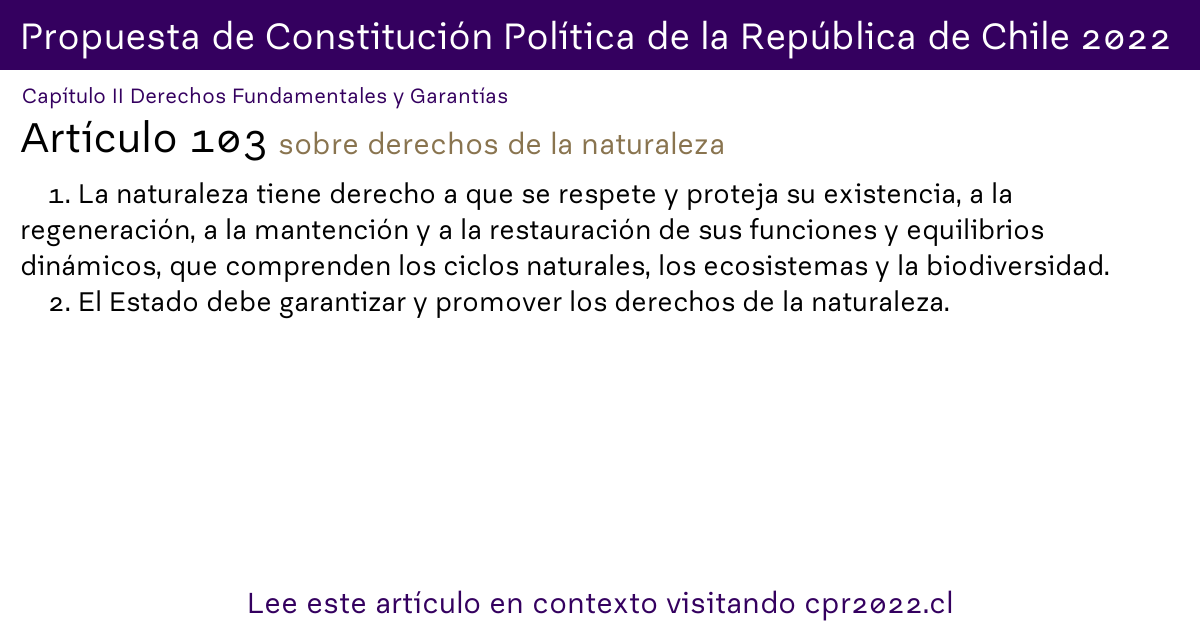 Propuesta de Constitución Política de la República de Chile 2022
Capítulo II Derechos Fundamentales y Garantías
Artículo 103 sobre derechos de la naturaleza
1. La naturaleza tiene derecho a que se respete y proteja su existencia, a la
regeneración, a la mantención y a la restauración de sus funciones y equilibrios
dinámicos, que comprenden los ciclos naturales, los ecosistemas y la biodiversidad.
2. El Estado debe garantizar y promover los derechos de la naturaleza.
Lee este artículo en contexto visitando cpr2022.cl